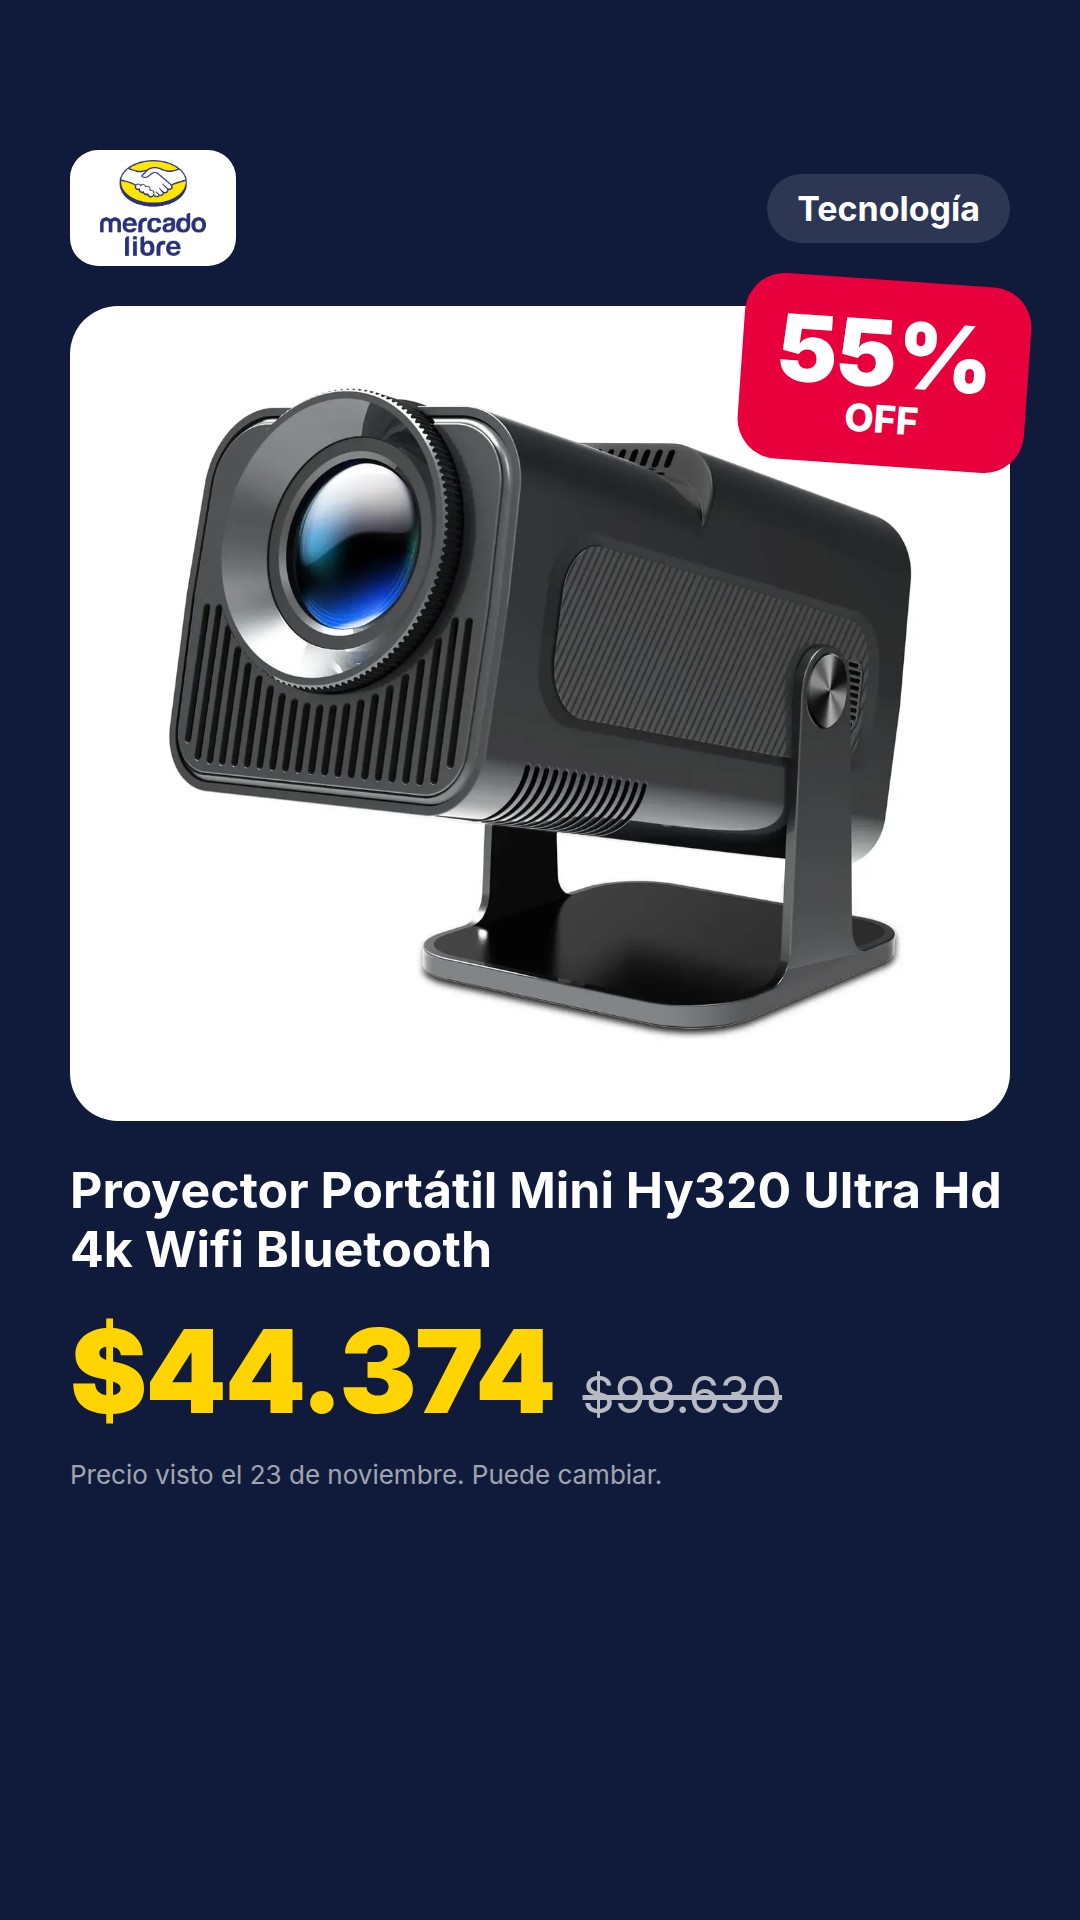 mercado
libre
Tecnología
55%
OFF
Proyector Portátil Mini Hy320 Ultra Hd
4k Wifi Bluetooth
$44.374 $98.630
Precio visto el 23 de noviembre. Puede cambiar.